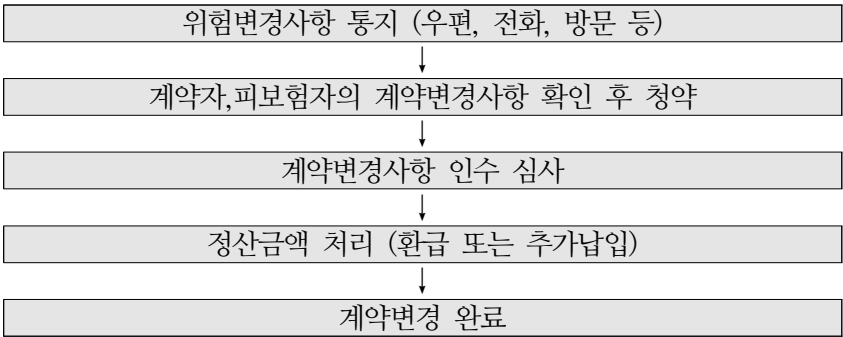 위험변경사항 통지 (우편, 전화, 방문 등)
계약자,피보험자의 계약변경사항 확인 후 청약
계약변경사항 인수 심사
정산금액 처리 (환급 또는 추가납입)
계약변경 완료